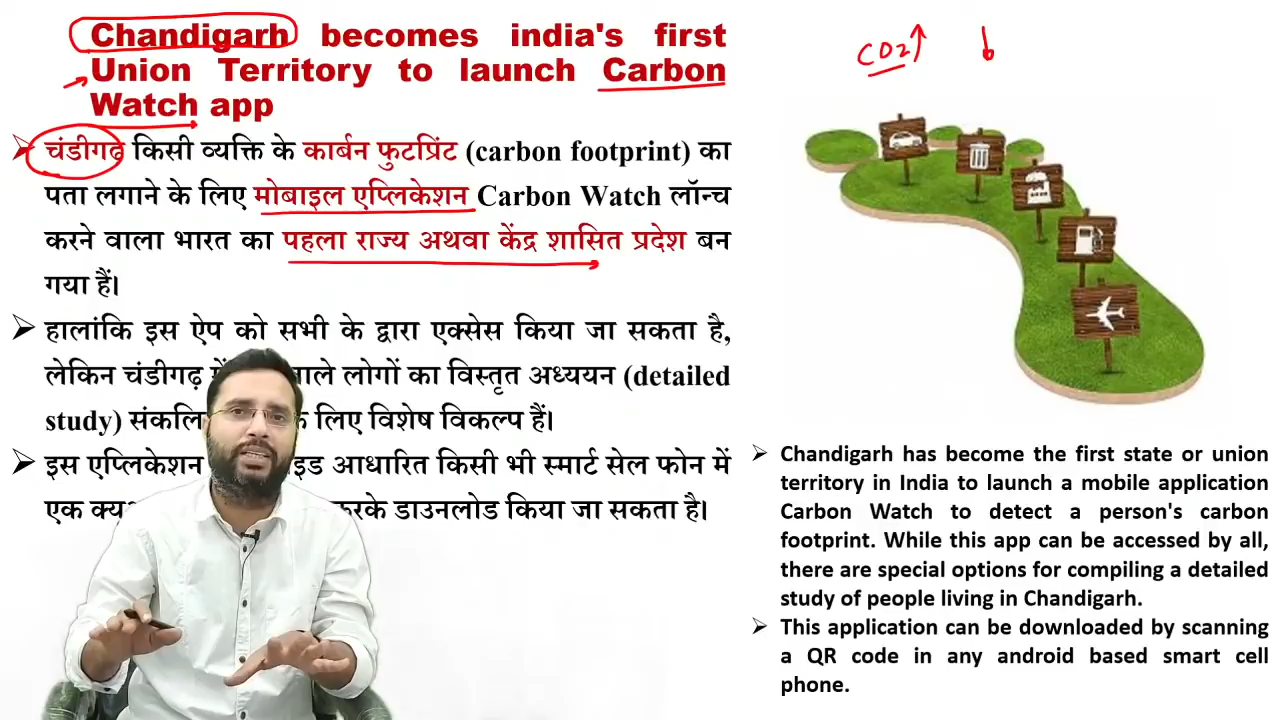 Chandigarh becomes india's first
Union Territory to launch Carbon
Watch app
CO2↑
➢ चंडीगढ़ किसी व्यक्ति के कार्बन फुटप्रिंट (carbon footprint) का
पता लगाने के लिए मोबाइल एप्लिकेशन Carbon Watch लॉन्च
करने वाला भारत का पहला राज्य अथवा केंद्र शासित प्रदेश बन
गया हैं।
➢ हालांकि इस ऐप को सभी के द्वारा एक्सेस किया जा सकता है,
लेकिन चंडीगढ़ में वाले लोगों का विस्तृत अध्ययन (detailed
study) लिए विशेष विकल्प हैं।
➢ इस एप्लिकेशन आधारित किसी भी स्मार्ट सेल फोन में
एक करके डाउनलोड किया जा सकता है।
➢ Chandigarh has become the first state or union
territory in India to launch a mobile application
Carbon Watch to detect a person's carbon
footprint. While this app can be accessed by all,
there are special options for compiling a detailed
study of people living in Chandigarh.
➢ This application can be downloaded by scanning
a QR code in any android based smart cell
phone.